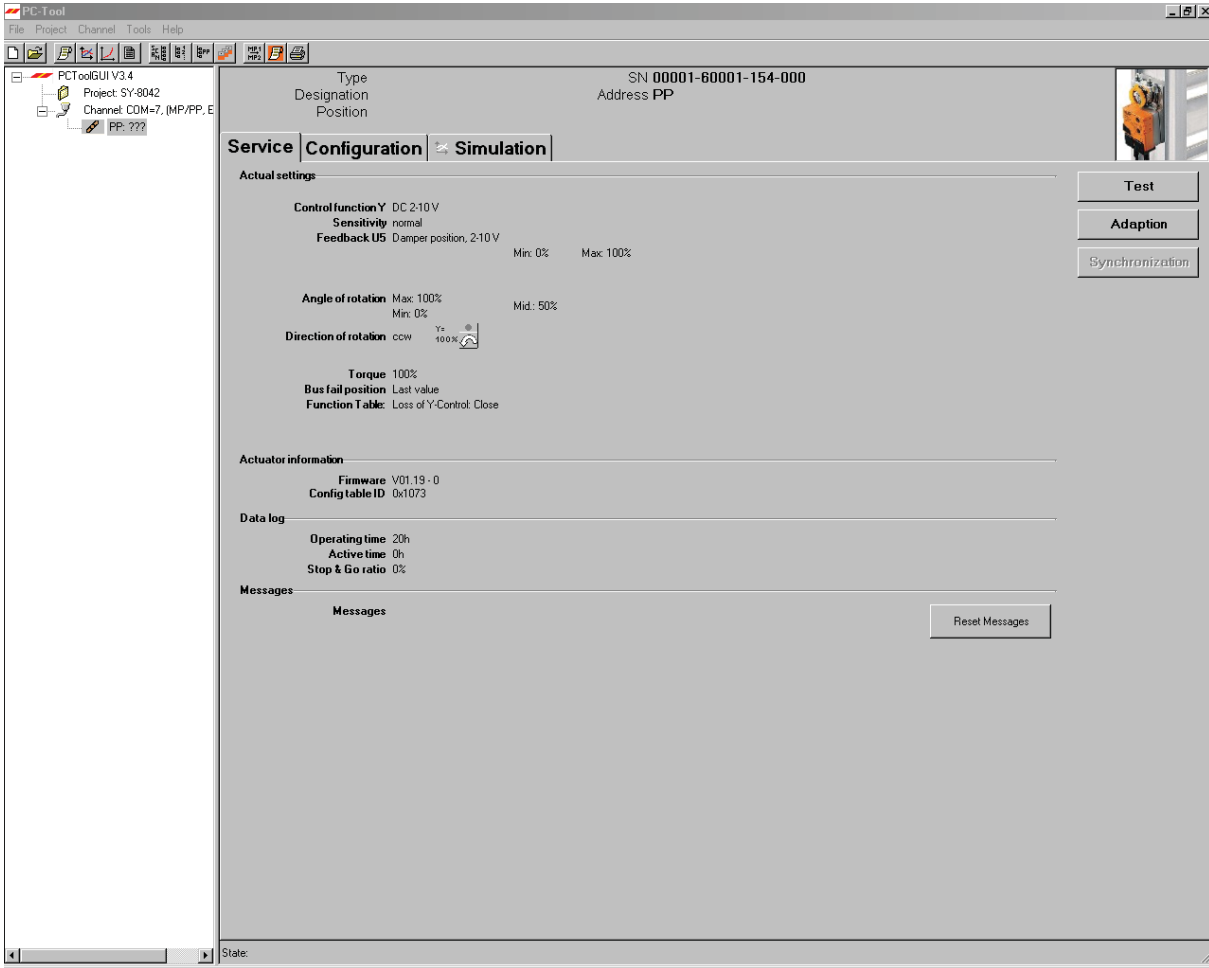 PC-Tool
File Project Channel Tools Help
MP1
MP2
PCToolGUI V3.4
Project: SY-8042
Channel: COM=7, (MP/PP, E
PP: ???
Type
SN 00001-60001-154-000
Designation
Address PP
Position
Service Configuration Simulation
Actual settings
Test
Adaption
Synchronization
Control function Y DC 2-10 V
Sensitivity normal
Feedback U5 Damper position, 2-10 V
Min: 0% Max: 100%
Angle of rotation Max: 100%
Mid.: 50%
Min: 0%
Direction of rotation ccw
Y=
100%
Torque 100%
Bus fail position Last value
Function Table: Loss of Y-Control: Close
Actuator information
Firmware V01.19 - 0
Config table ID 0x1073
Data log
Operating time 20h
Active time 0h
Stop & Go ratio 0%
Messages
Messages
Reset Messages
State: